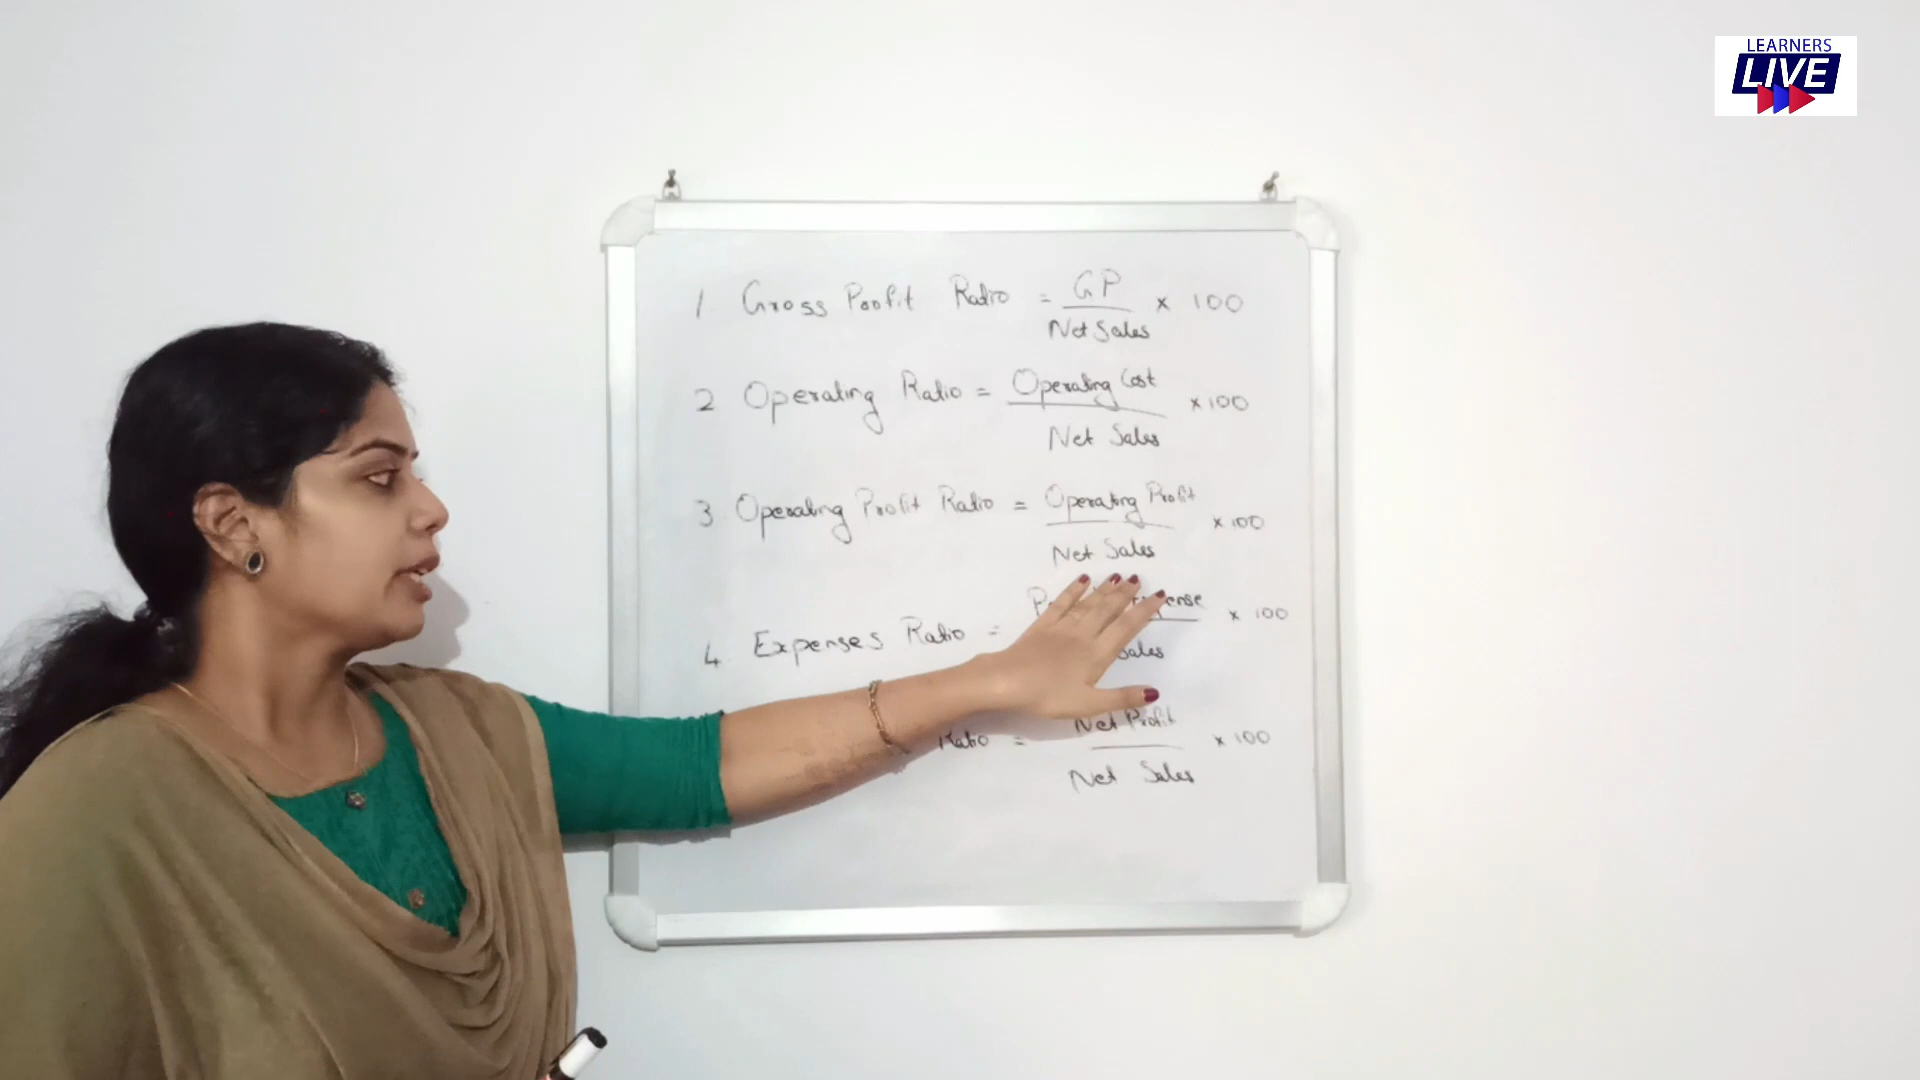 LEARNERS
LIVE
1 Gross Profit Ratio = GP / Net Sales × 100
2 Operating Ratio = Operating Cost / Net Sales × 100
3 Operating Profit Ratio = Operating Profit / Net Sales × 100
4. Expenses Ratio = × 100
Sales
Ratio = Net Profit / Net Sales × 100